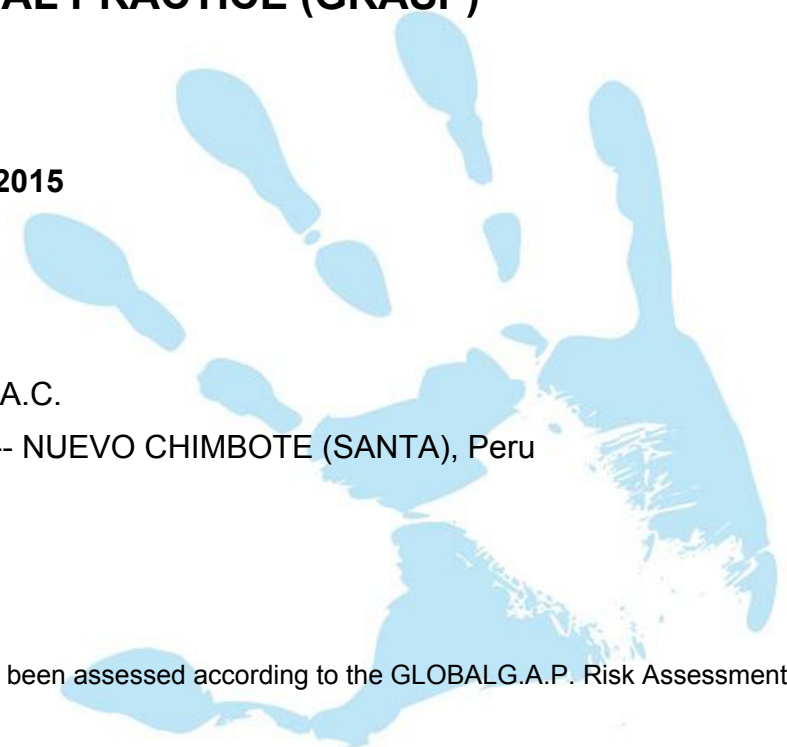 AL PRACTICE (GRASP)
2015
A.C.
- NUEVO CHIMBOTE (SANTA), Peru
been assessed according to the GLOBALG.A.P. Risk Assessment